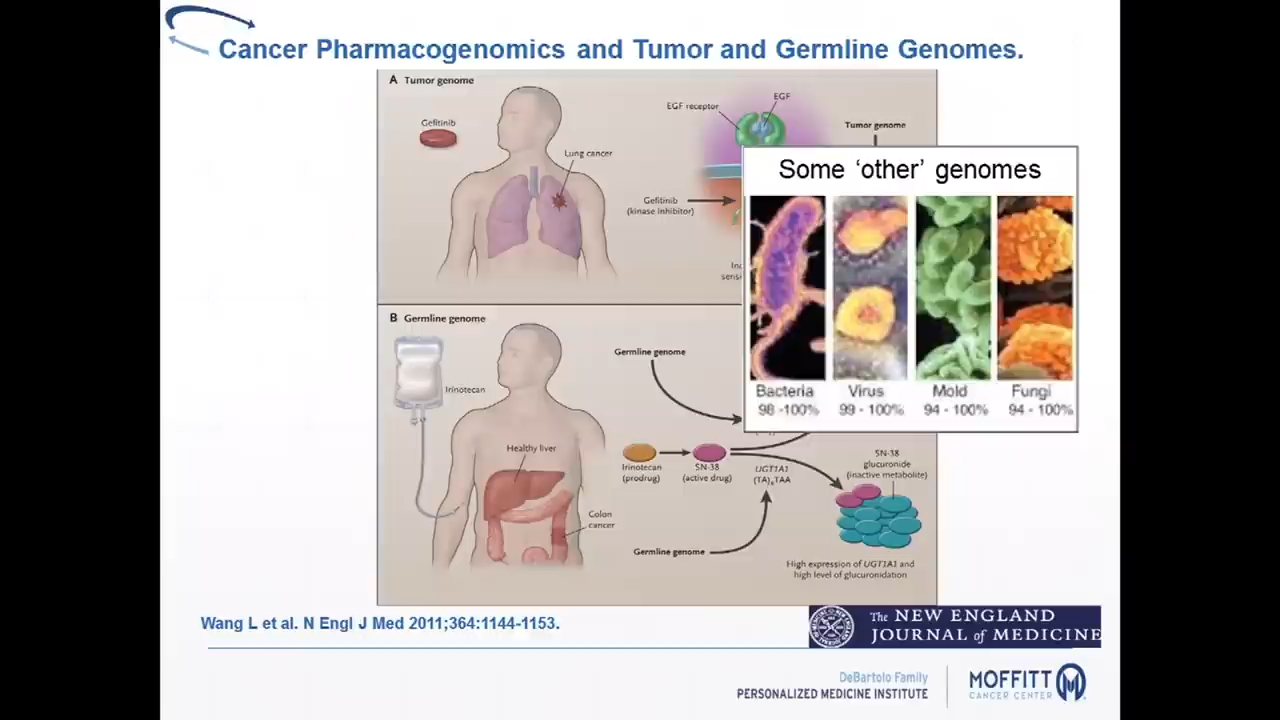 Cancer Pharmacogenomics and Tumor and Germline Genomes.
A Tumor genome
Gefitinib
Lung cancer
EGF receptor
EGF
Tumor genome
Gefitinib
(kinase inhibitor)
Some ‘other’ genomes
Bacteria
98 -100%
Virus
99 - 100%
Mold
94 - 100%
Fungi
94 - 100%
B Germline genome
Irinotecan
Healthy liver
Colon
cancer
Germline genome
Irinotecan
(prodrug)
SN-38
(active drug)
UGT1A1
(TA)₆TAA
SN-38
glucuronide
(inactive metabolite)
Germline genome
High expression of UGT1A1 and
high level of glucuronidation
Wang L et al. N Engl J Med 2011;364:1144-1153.
The NEW ENGLAND
JOURNAL of MEDICINE
DeBartolo Family
PERSONALIZED MEDICINE INSTITUTE
MOFFITT
CANCER CENTER